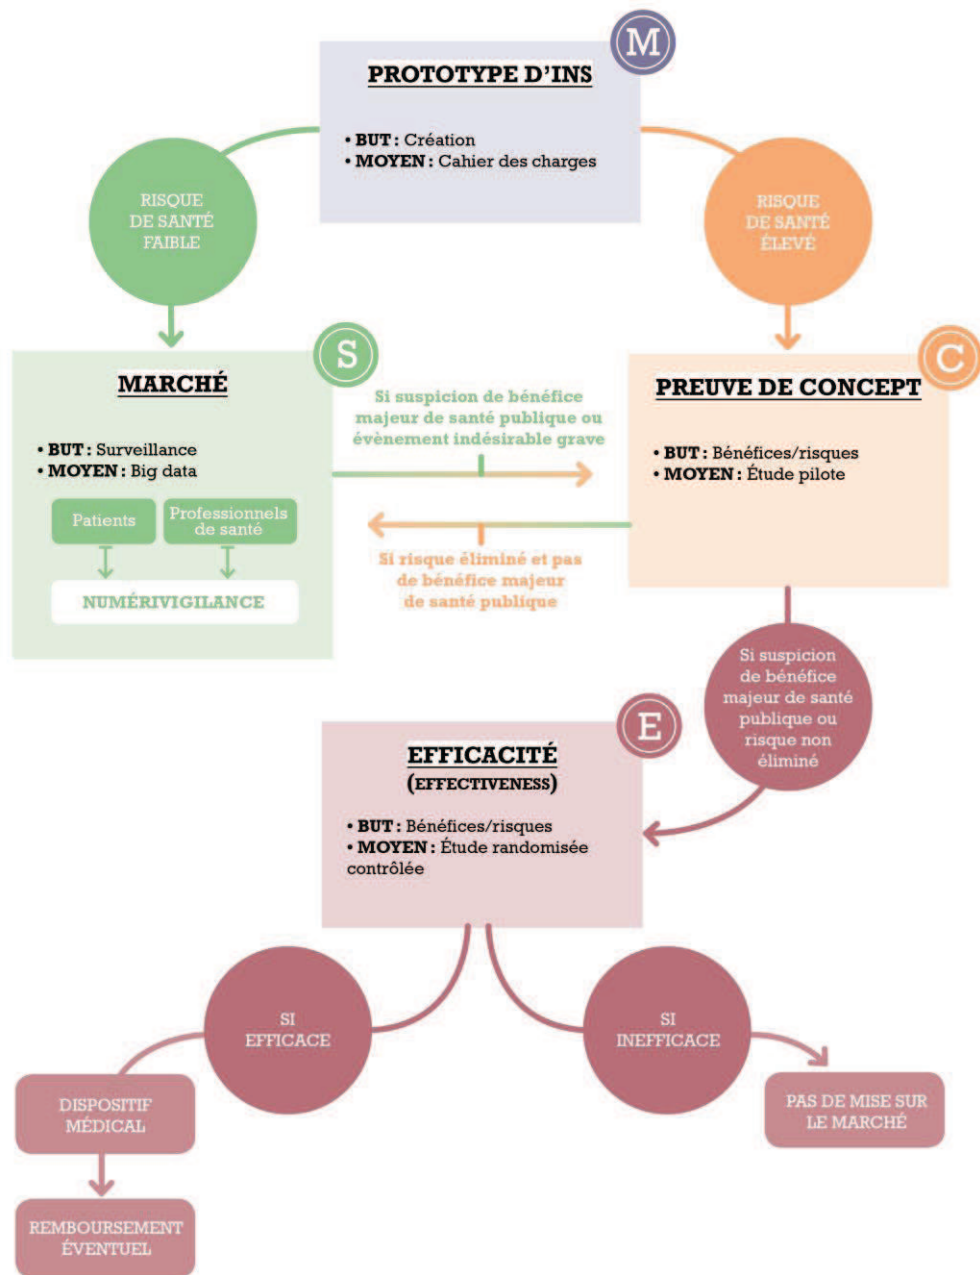 M
PROTOTYPE D'INS
• BUT : Création
• MOYEN : Cahier des charges
RISQUE
DE SANTÉ
FAIBLE
RISQUE
DE SANTÉ
ÉLEVÉ
S
MARCHÉ
• BUT : Surveillance
• MOYEN : Big data
Patients
Professionnels
de santé
NUMÉRIVIGILANCE
Si suspicion de bénéfice
majeur de santé publique ou
évènement indésirable grave
Si risque éliminé et pas
de bénéfice majeur
de santé publique
C
PREUVE DE CONCEPT
• BUT : Bénéfices/risques
• MOYEN : Étude pilote
Si suspicion
de bénéfice
majeur de santé
publique ou
risque non
éliminé
E
EFFICACITÉ
(EFFECTIVENESS)
• BUT : Bénéfices/risques
• MOYEN : Étude randomisée
contrôlée
SI
EFFICACE
SI
INEFFICACE
DISPOSITIF
MÉDICAL
PAS DE MISE SUR
LE MARCHÉ
REMBOURSEMENT
ÉVENTUEL